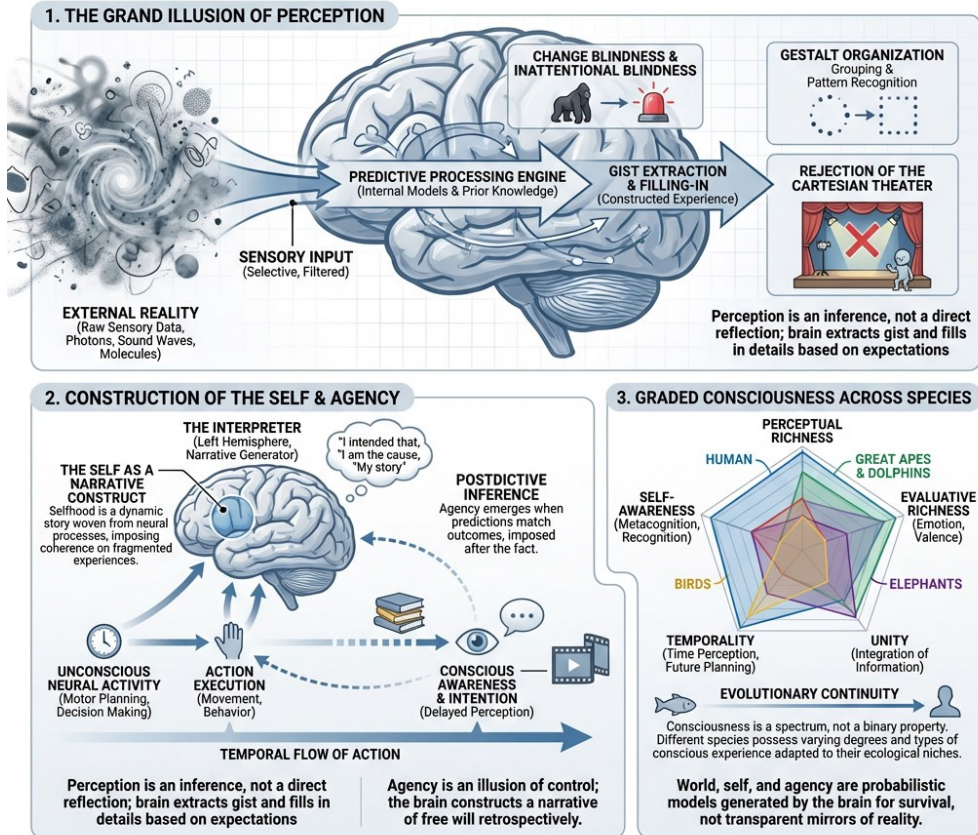 1. THE GRAND ILLUSION OF PERCEPTION
CHANGE BLINDNESS &
INATTENTIONAL BLINDNESS
GESTALT ORGANIZATION
Grouping &
Pattern Recognition
PREDICTIVE PROCESSING ENGINE
(Internal Models & Prior Knowledge)
GIST EXTRACTION
& FILLING-IN
(Constructed Experience)
REJECTION OF THE
CARTESIAN THEATER
SENSORY INPUT
(Selective, Filtered)
EXTERNAL REALITY
(Raw Sensory Data,
Photons, Sound Waves,
Molecules)
Perception is an inference, not a direct
reflection; brain extracts gist and fills
in details based on expectations
2. CONSTRUCTION OF THE SELF & AGENCY
THE INTERPRETER
(Left Hemisphere,
Narrative Generator)
"I intended that,
"I am the cause,
"My story"
THE SELF AS A
NARRATIVE
CONSTRUCT
Selfhood is a dynamic
story woven from neural
processes, imposing
coherence on fragmented
experiences.
POSTDICTIVE
INFERENCE
Agency emerges when
predictions match
outcomes, imposed
after the fact.
UNCONSCIOUS
NEURAL ACTIVITY
(Motor Planning,
Decision Making)
ACTION
EXECUTION
(Movement,
Behavior)
CONSCIOUS
AWARENESS
& INTENTION
(Delayed Perception)
TEMPORAL FLOW OF ACTION
Perception is an inference, not a direct
reflection; brain extracts gist and fills in
details based on expectations
Agency is an illusion of control;
the brain constructs a narrative
of free will retrospectively.
3. GRADED CONSCIOUSNESS ACROSS SPECIES
PERCEPTUAL
RICHNESS
HUMAN
GREAT APES
& DOLPHINS
SELF-
AWARENESS
(Metacognition,
Recognition)
EVALUATIVE
RICHNESS
(Emotion,
Valence)
BIRDS
ELEPHANTS
TEMPORALITY
(Time Perception,
Future Planning)
UNITY
(Integration of
Information)
EVOLUTIONARY CONTINUITY
Consciousness is a spectrum, not a binary property.
Different species possess varying degrees and types of
conscious experience adapted to their ecological niches.
World, self, and agency are probabilistic
models generated by the brain for survival,
not transparent mirrors of reality.